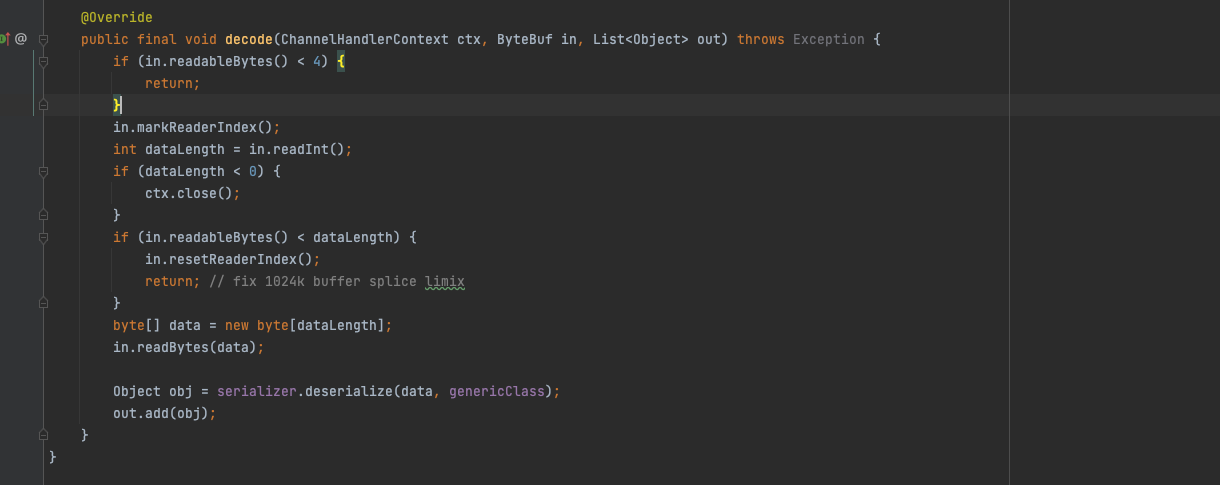 @Override
public final void decode(ChannelHandlerContext ctx, ByteBuf in, List<Object> out) throws Exception {
    if (in.readableBytes() < 4) {
        return;
    }
    in.markReaderIndex();
    int dataLength = in.readInt();
    if (dataLength < 0) {
        ctx.close();
    }
    if (in.readableBytes() < dataLength) {
        in.resetReaderIndex();
        return; // fix 1024k buffer splice limix
    }
    byte[] data = new byte[dataLength];
    in.readBytes(data);

    Object obj = serializer.deserialize(data, genericClass);
    out.add(obj);
}
}